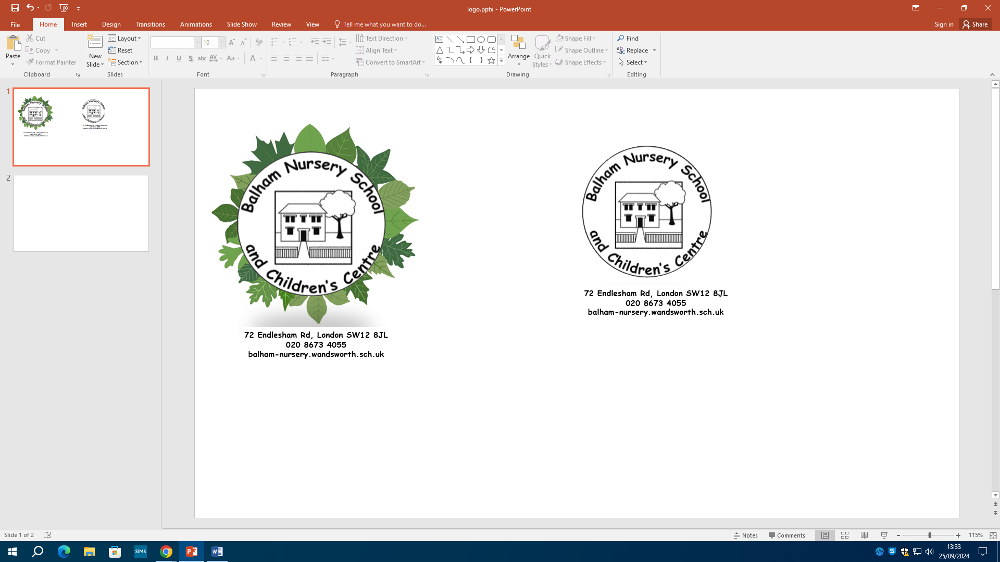 logo.pptx - PowerPoint
File Home Insert Design Transitions Animations Slide Show Review View Tell me what you want to do... Sign in Share
Paste Cut Copy Format Painter Clipboard
New Slide Layout Reset Section Slides
10 B I U S abc AV Aa A Font
Text Direction Align Text Convert to SmartArt Paragraph
Arrange Quick Styles Shape Fill Shape Outline Shape Effects Drawing
Find Replace Select Editing
1
2
Balham Nursery School
and Children's Centre
72 Endlesham Rd, London SW12 8JL
020 8673 4055
balham-nursery.wandsworth.sch.uk
Balham Nursery School
and Children's Centre
72 Endlesham Rd, London SW12 8JL
020 8673 4055
balham-nursery.wandsworth.sch.uk
Slide 1 of 2 Notes Comments 115%
SIMS
13:33
25/09/2024